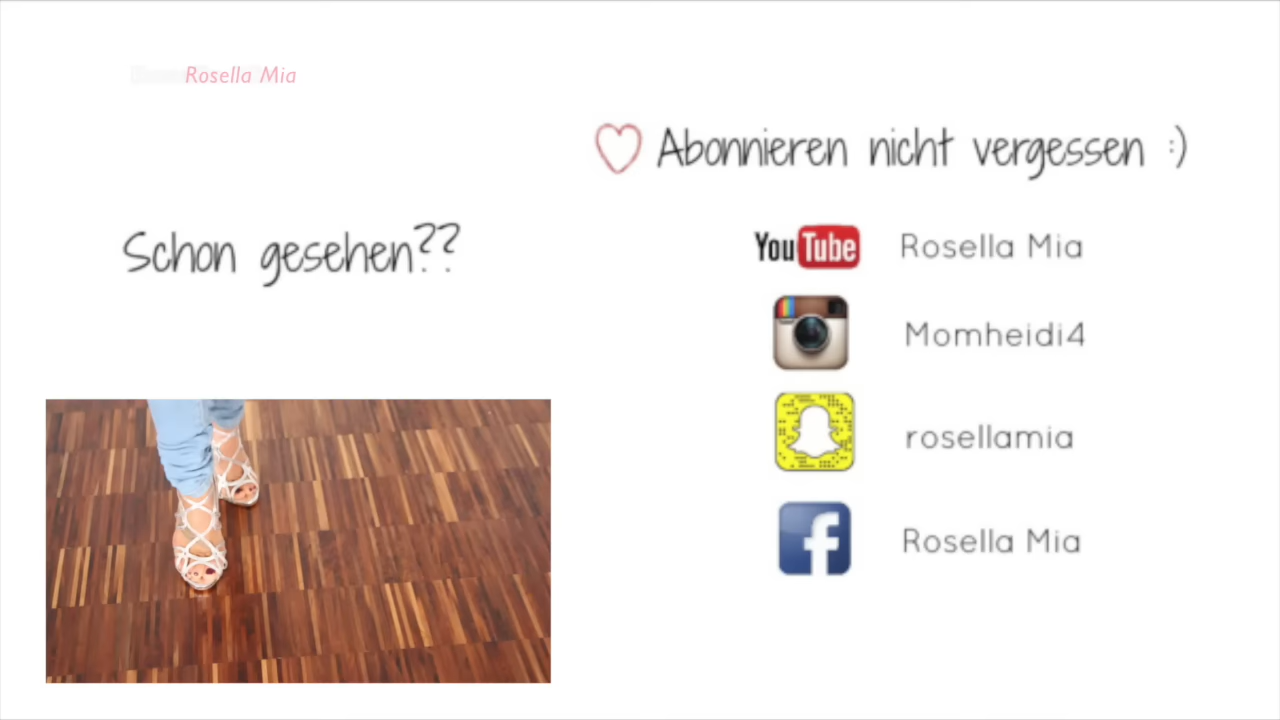 Rosella Mia
♡ Abonnieren nicht vergessen :)
Schon gesehen??
YouTube Rosella Mia
Momheidi4
rosellamia
f Rosella Mia